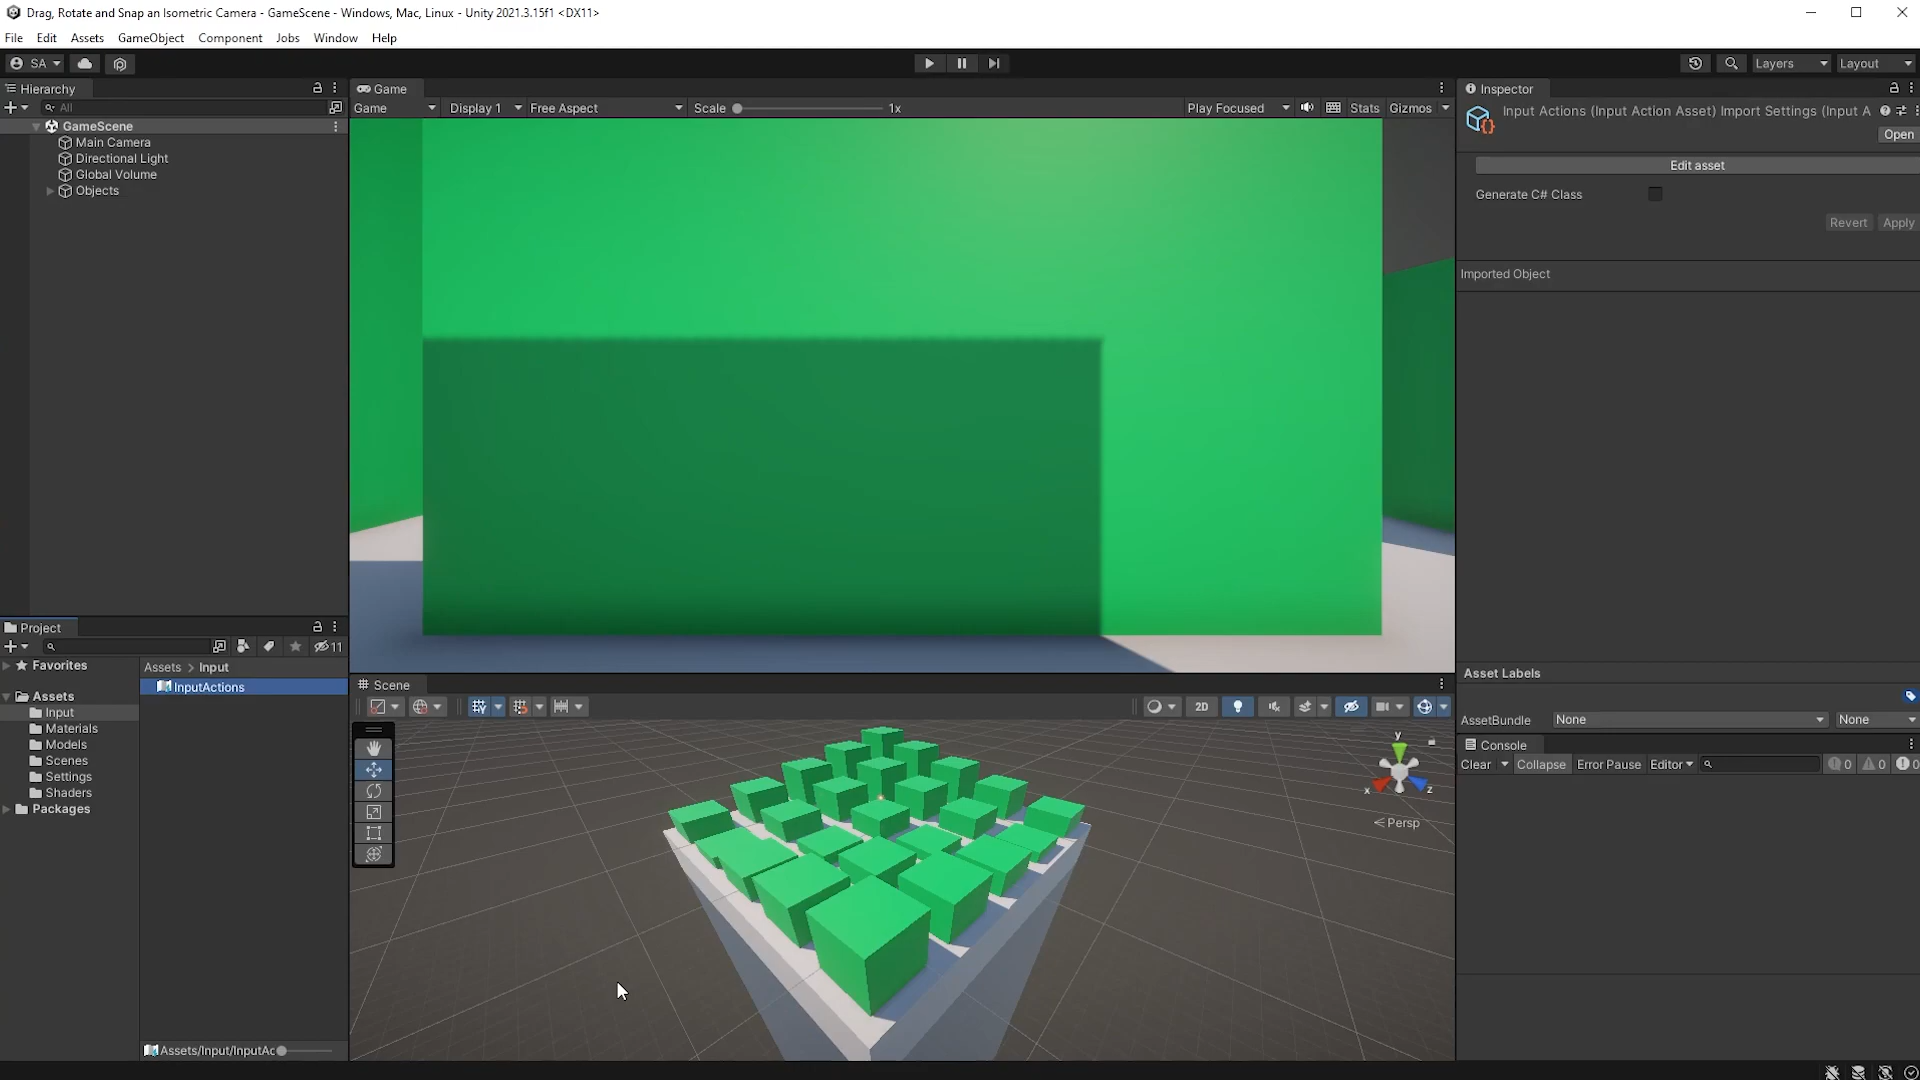 Drag, Rotate and Snap an Isometric Camera - GameScene - Windows, Mac, Linux - Unity 2021.3.15f1 <DX11>
File Edit Assets GameObject Component Jobs Window Help
SA
Layers Layout
Hierarchy
All
GameScene
Main Camera
Directional Light
Global Volume
Objects
Game
Game Display 1 Free Aspect Scale 1x Play Focused Stats Gizmos
Inspector
Input Actions (Input Action Asset) Import Settings (Input A
Open
Edit asset
Generate C# Class
Revert Apply
Imported Object
Project
11
Favorites
Assets
Input
Materials
Models
Scenes
Settings
Shaders
Packages
Assets > Input
InputActions
Assets/Input/InputAc
Scene
2D
y
x z
Persp
Asset Labels
AssetBundle None None
Console
Clear Collapse Error Pause Editor 0 0 0